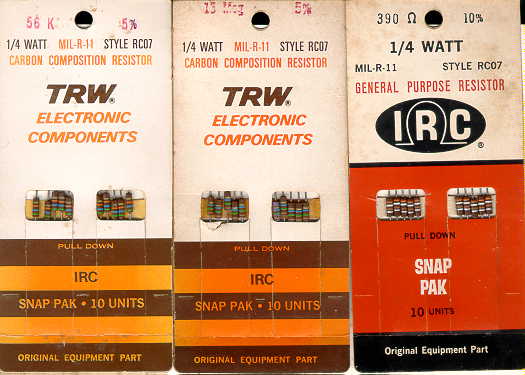 56 K 5%
1/4 WATT MIL-R-11 STYLE RC07
CARBON COMPOSITION RESISTOR
TRW®
ELECTRONIC
COMPONENTS
PULL DOWN
IRC
SNAP PAK • 10 UNITS
ORIGINAL EQUIPMENT PART
13 Meg 5%
1/4 WATT MIL-R-11 STYLE RC07
CARBON COMPOSITION RESISTOR
TRW®
ELECTRONIC
COMPONENTS
PULL DOWN
IRC
SNAP PAK • 10 UNITS
ORIGINAL EQUIPMENT PART
390 Ω 10%
1/4 WATT
MIL-R-11 STYLE RC07
GENERAL PURPOSE RESISTOR
IRC®
PULL DOWN
SNAP
PAK
10 UNITS
Original Equipment Part